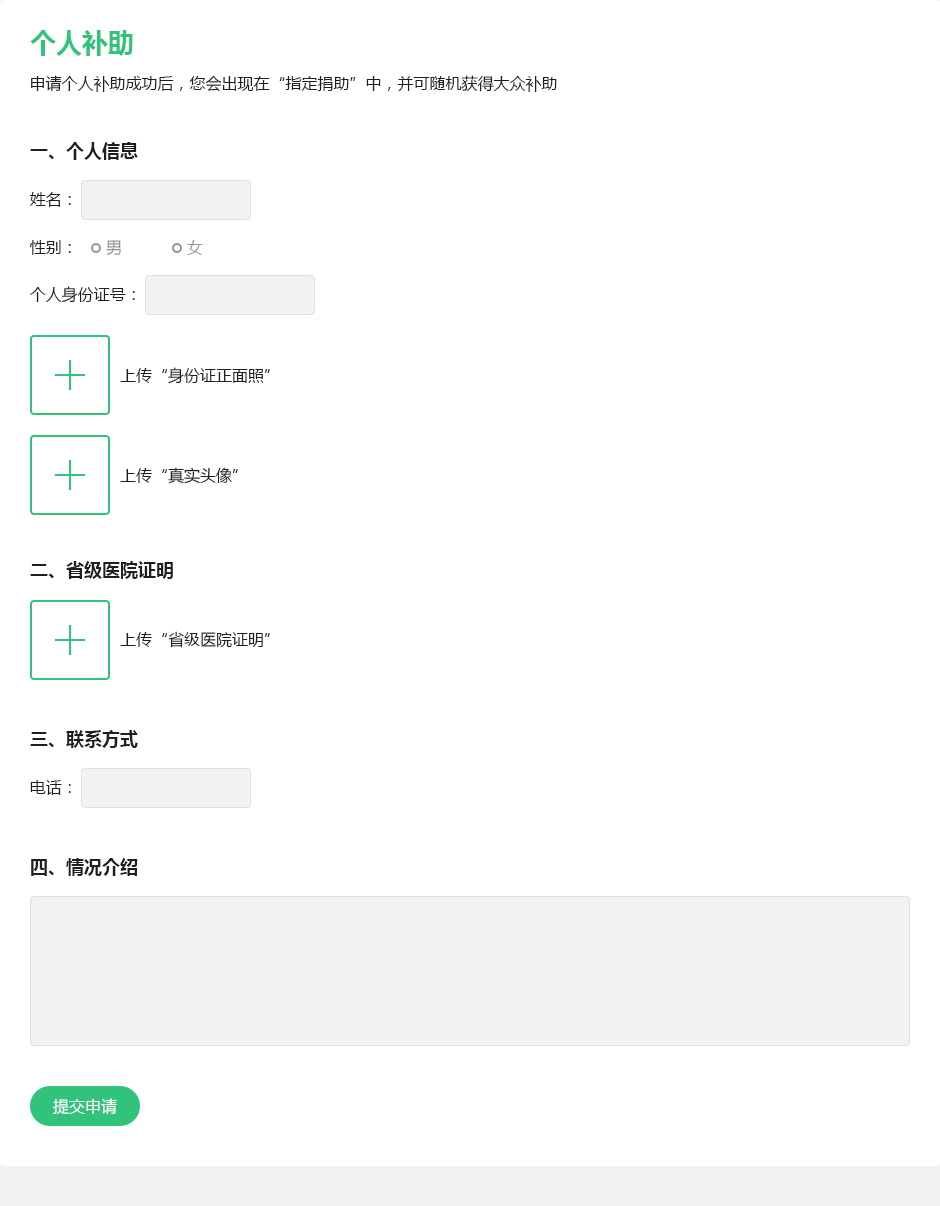 个人补助
申请个人补助成功后，您会出现在“指定捐助”中，并可随机获得大众补助
一、个人信息
姓名：
性别： 男 女
个人身份证号：
上传“身份证正面照”
上传“真实头像”
二、省级医院证明
上传“省级医院证明”
三、联系方式
电话：
四、情况介绍
提交申请